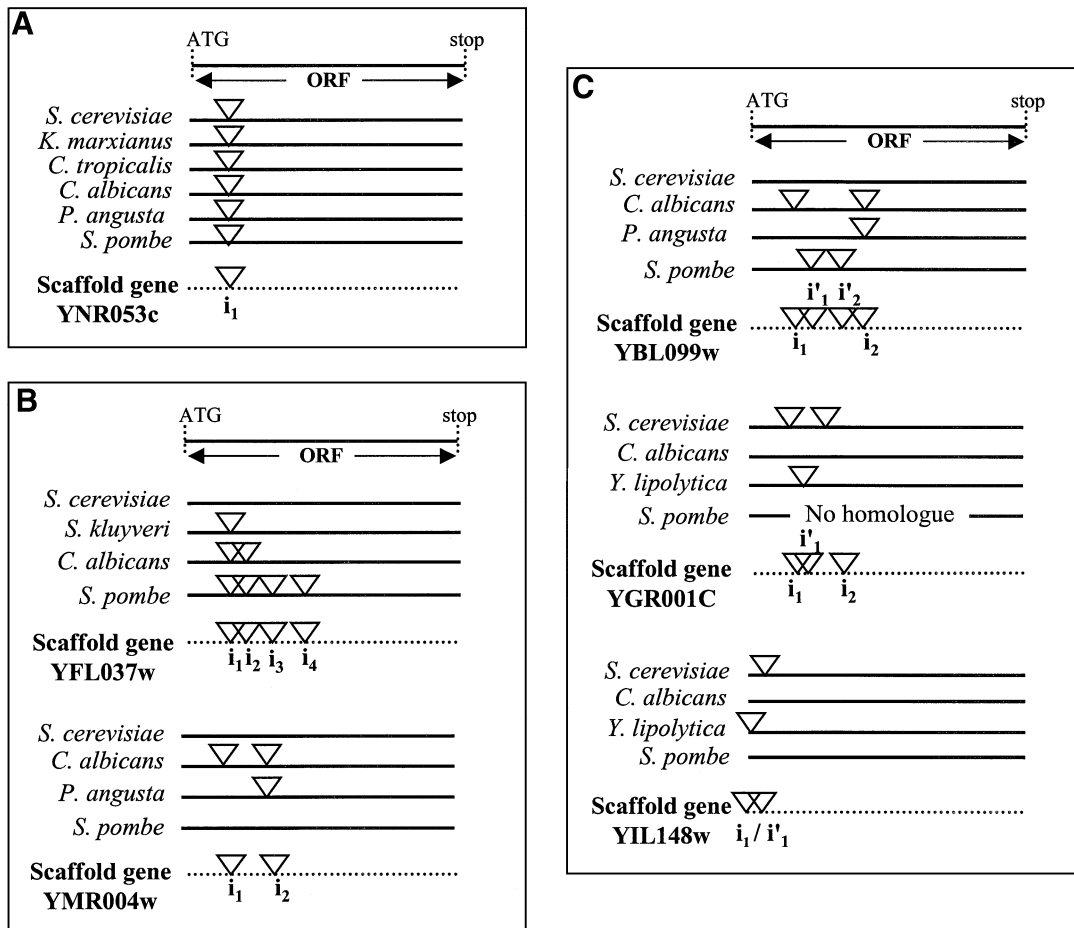 A
ATG stop
ORF
S. cerevisiae
K. marxianus
C. tropicalis
C. albicans
P. angusta
S. pombe
Scaffold gene
YNR053c
i1
B
ATG stop
ORF
S. cerevisiae
S. kluyveri
C. albicans
S. pombe
Scaffold gene
YFL037w
i1 i2 i3 i4
S. cerevisiae
C. albicans
P. angusta
S. pombe
Scaffold gene
YMR004w
i1 i2
C
ATG stop
ORF
S. cerevisiae
C. albicans
P. angusta
S. pombe
i'1 i'2
Scaffold gene
YBL099w
i1 i2
S. cerevisiae
C. albicans
Y. lipolytica
S. pombe No homologue
i'1
Scaffold gene
YGR001C
i1 i2
S. cerevisiae
C. albicans
Y. lipolytica
S. pombe
Scaffold gene
YIL148w
i1 / i'1